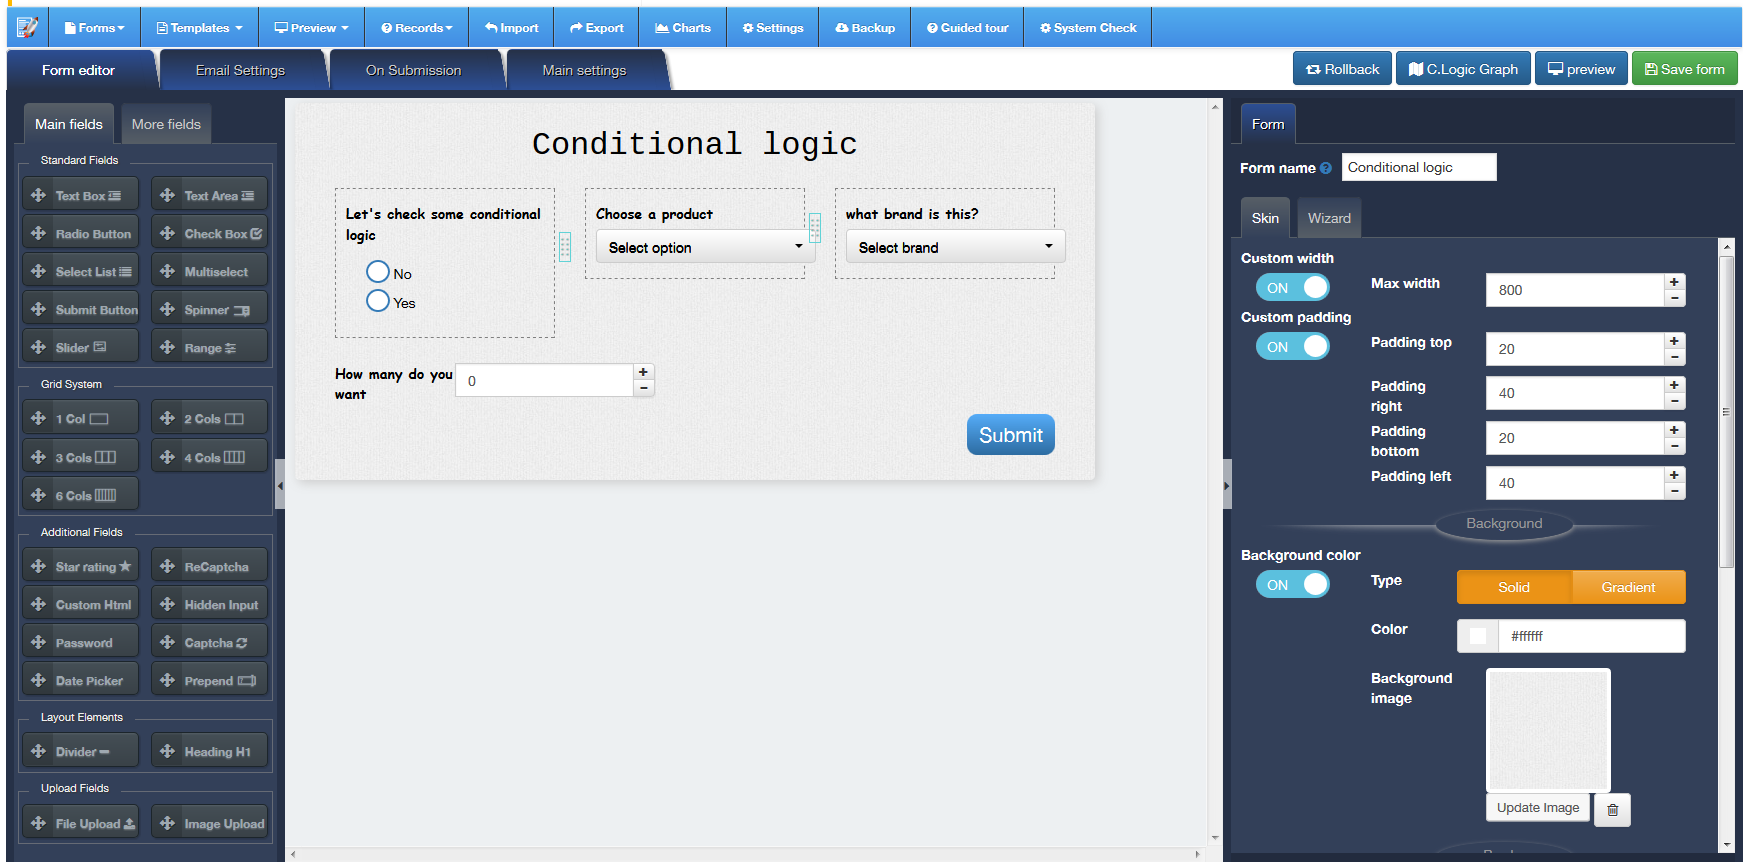 Forms Templates Preview Records Import Export Charts Settings Backup Guided tour System Check
Form editor Email Settings On Submission Main settings Rollback C.Logic Graph preview Save form
Main fields More fields
Standard Fields
Text Box Text Area
Radio Button Check Box
Select List Multiselect
Submit Button Spinner
Slider Range
Grid System
1 Col 2 Cols
3 Cols 4 Cols
6 Cols
Additional Fields
Star rating ReCaptcha
Custom Html Hidden Input
Password Captcha
Date Picker Prepend
Layout Elements
Divider Heading H1
Upload Fields
File Upload Image Upload
Conditional logic
Let's check some conditional
logic
No
Yes
Choose a product
Select option
what brand is this?
Select brand
How many do you
want
0
Submit
Form
Form name Conditional logic
Skin Wizard
Custom width
ON Max width 800
Custom padding
ON Padding top 20
Padding
right 40
Padding
bottom 20
Padding left 40
Background
Background color
ON Type Solid Gradient
Color #ffffff
Background
image
Update Image